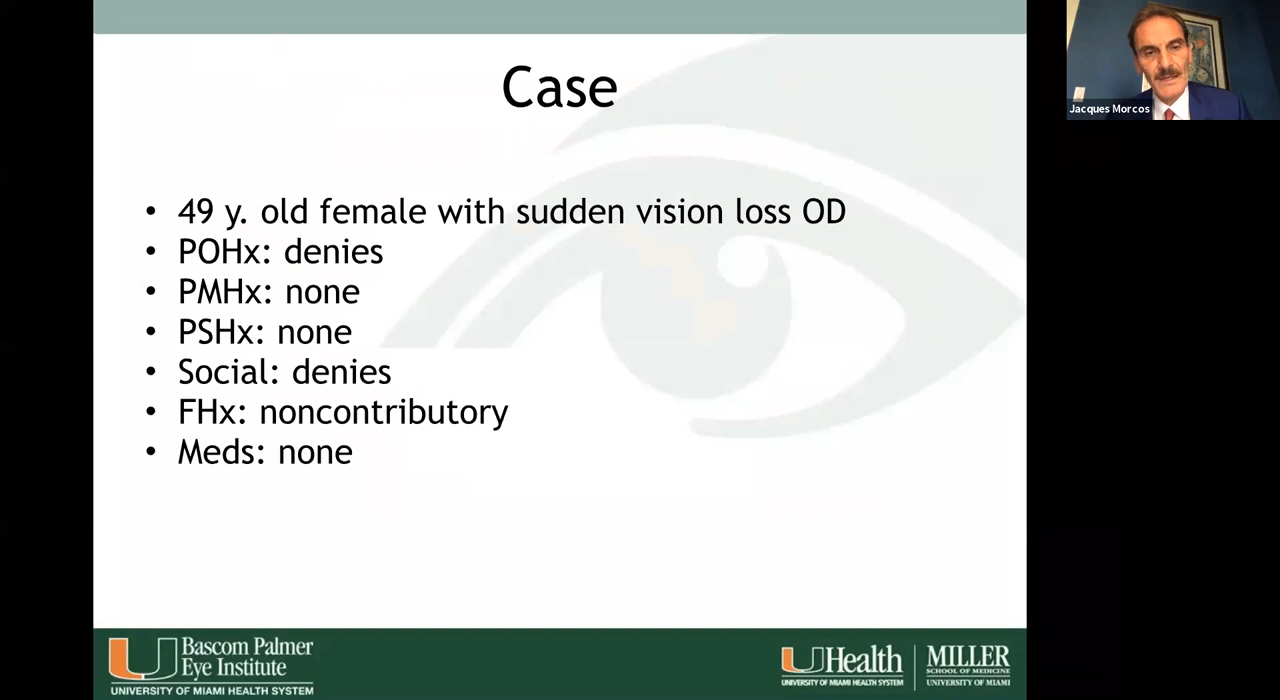 Case
• 49 y. old female with sudden vision loss OD
• POHx: denies
• PMHx: none
• PSHx: none
• Social: denies
• FHx: noncontributory
• Meds: none
Jacques Morcos
Bascom Palmer
Eye Institute
UNIVERSITY OF MIAMI HEALTH SYSTEM
UHealth
UNIVERSITY OF MIAMI HEALTH SYSTEM
MILLER
SCHOOL OF MEDICINE
UNIVERSITY OF MIAMI